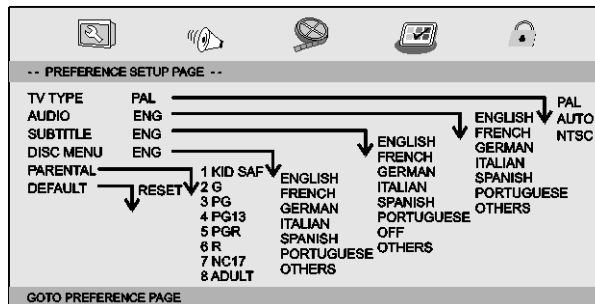 -- PREFERENCE SETUP PAGE --
TV TYPE PAL
AUDIO ENG
SUBTITLE ENG
DISC MENU ENG
PARENTAL
DEFAULT RESET
1 KID SAF
2 G
3 PG
4 PG13
5 PGR
6 R
7 NC17
8 ADULT
ENGLISH
FRENCH
GERMAN
ITALIAN
SPANISH
PORTUGUESE
OTHERS
ENGLISH
FRENCH
GERMAN
ITALIAN
SPANISH
PORTUGUESE
OFF
OTHERS
ENGLISH
FRENCH
GERMAN
ITALIAN
SPANISH
PORTUGUESE
OTHERS
PAL
AUTO
NTSC
GOTO PREFERENCE PAGE